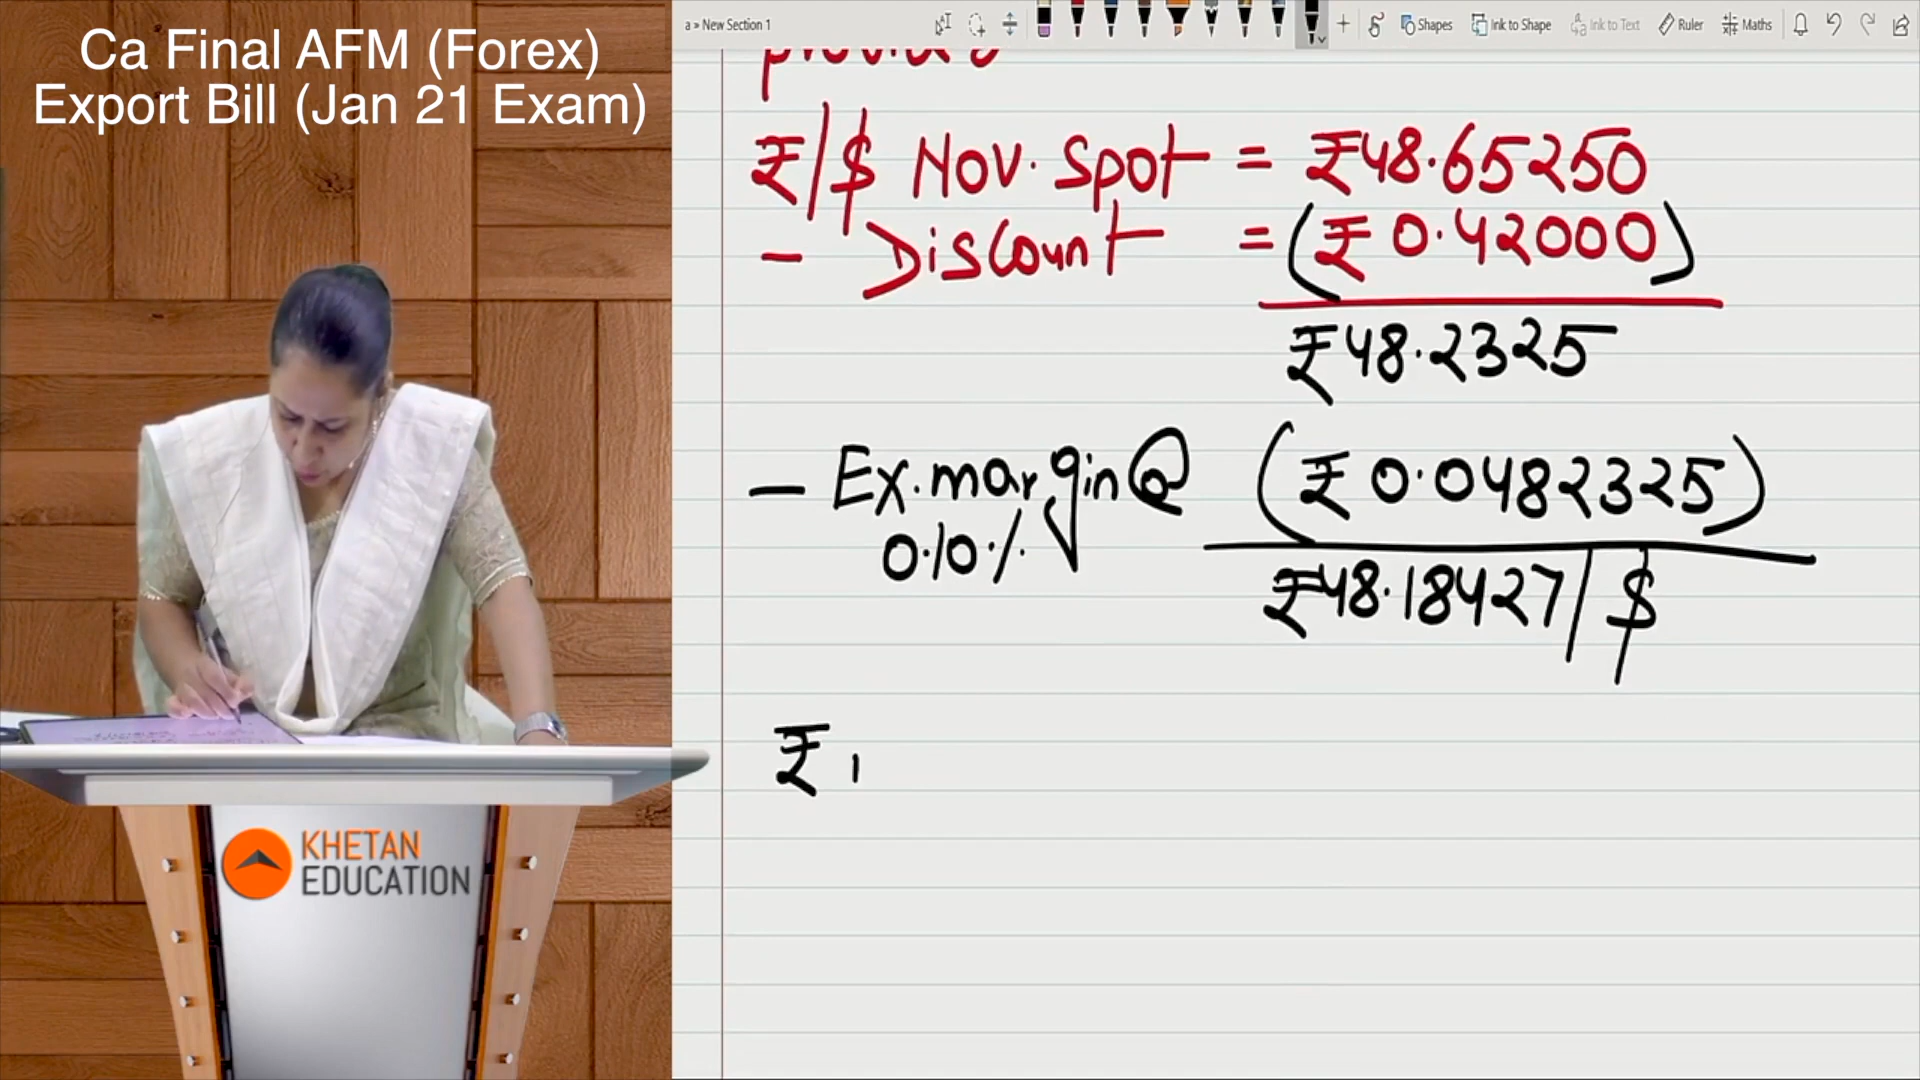 Ca Final AFM (Forex)
Export Bill (Jan 21 Exam)
a » New Section 1
Shapes
Ink to Shape
Ink to Text
Ruler
Maths
₹/$ Nov. Spot = ₹48.65250
- Discount = (₹ 0.42000)
₹48.2325
- Ex. margin @ (₹ 0.0482325)
0.10%
₹48.18427/$
₹
KHETAN
EDUCATION